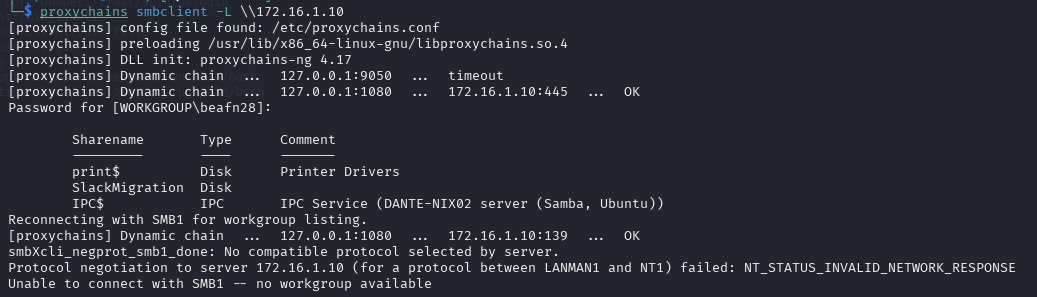 └─$ proxychains smbclient -L \\172.16.1.10
[proxychains] config file found: /etc/proxychains.conf
[proxychains] preloading /usr/lib/x86_64-linux-gnu/libproxychains.so.4
[proxychains] DLL init: proxychains-ng 4.17
[proxychains] Dynamic chain  ...  127.0.0.1:9050  ...  timeout
[proxychains] Dynamic chain  ...  127.0.0.1:1080  ...  172.16.1.10:445  ...  OK
Password for [WORKGROUP\beafn28]:
        Sharename       Type      Comment
        ---------       ----      -------
        print$          Disk      Printer Drivers
        SlackMigration  Disk
        IPC$            IPC       IPC Service (DANTE-NIX02 server (Samba, Ubuntu))
Reconnecting with SMB1 for workgroup listing.
[proxychains] Dynamic chain  ...  127.0.0.1:1080  ...  172.16.1.10:139  ...  OK
smbXcli_negprot_smb1_done: No compatible protocol selected by server.
Protocol negotiation to server 172.16.1.10 (for a protocol between LANMAN1 and NT1) failed: NT_STATUS_INVALID_NETWORK_RESPONSE
Unable to connect with SMB1 -- no workgroup available